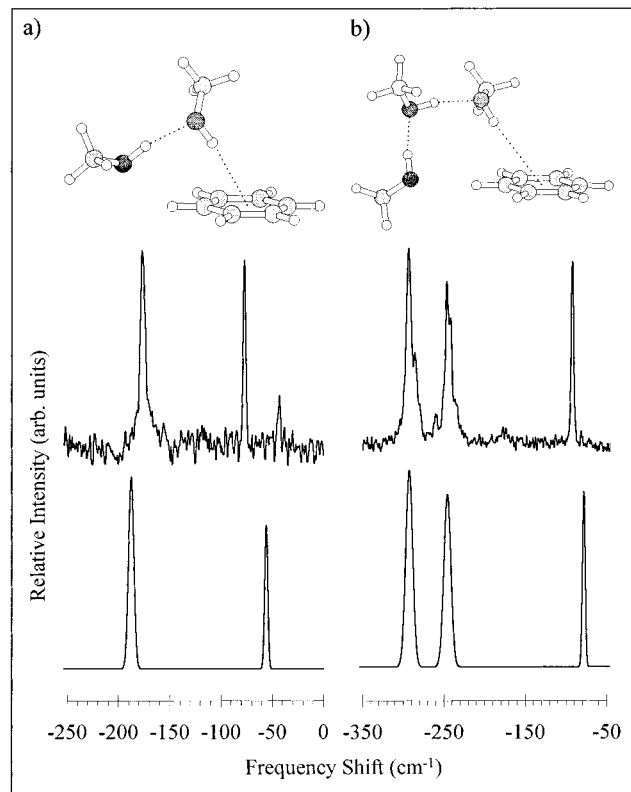 a)
b)
Relative Intensity (arb. units)
-250 -200 -150 -100 -50 0
-350 -250 -150 -50
Frequency Shift (cm⁻¹)